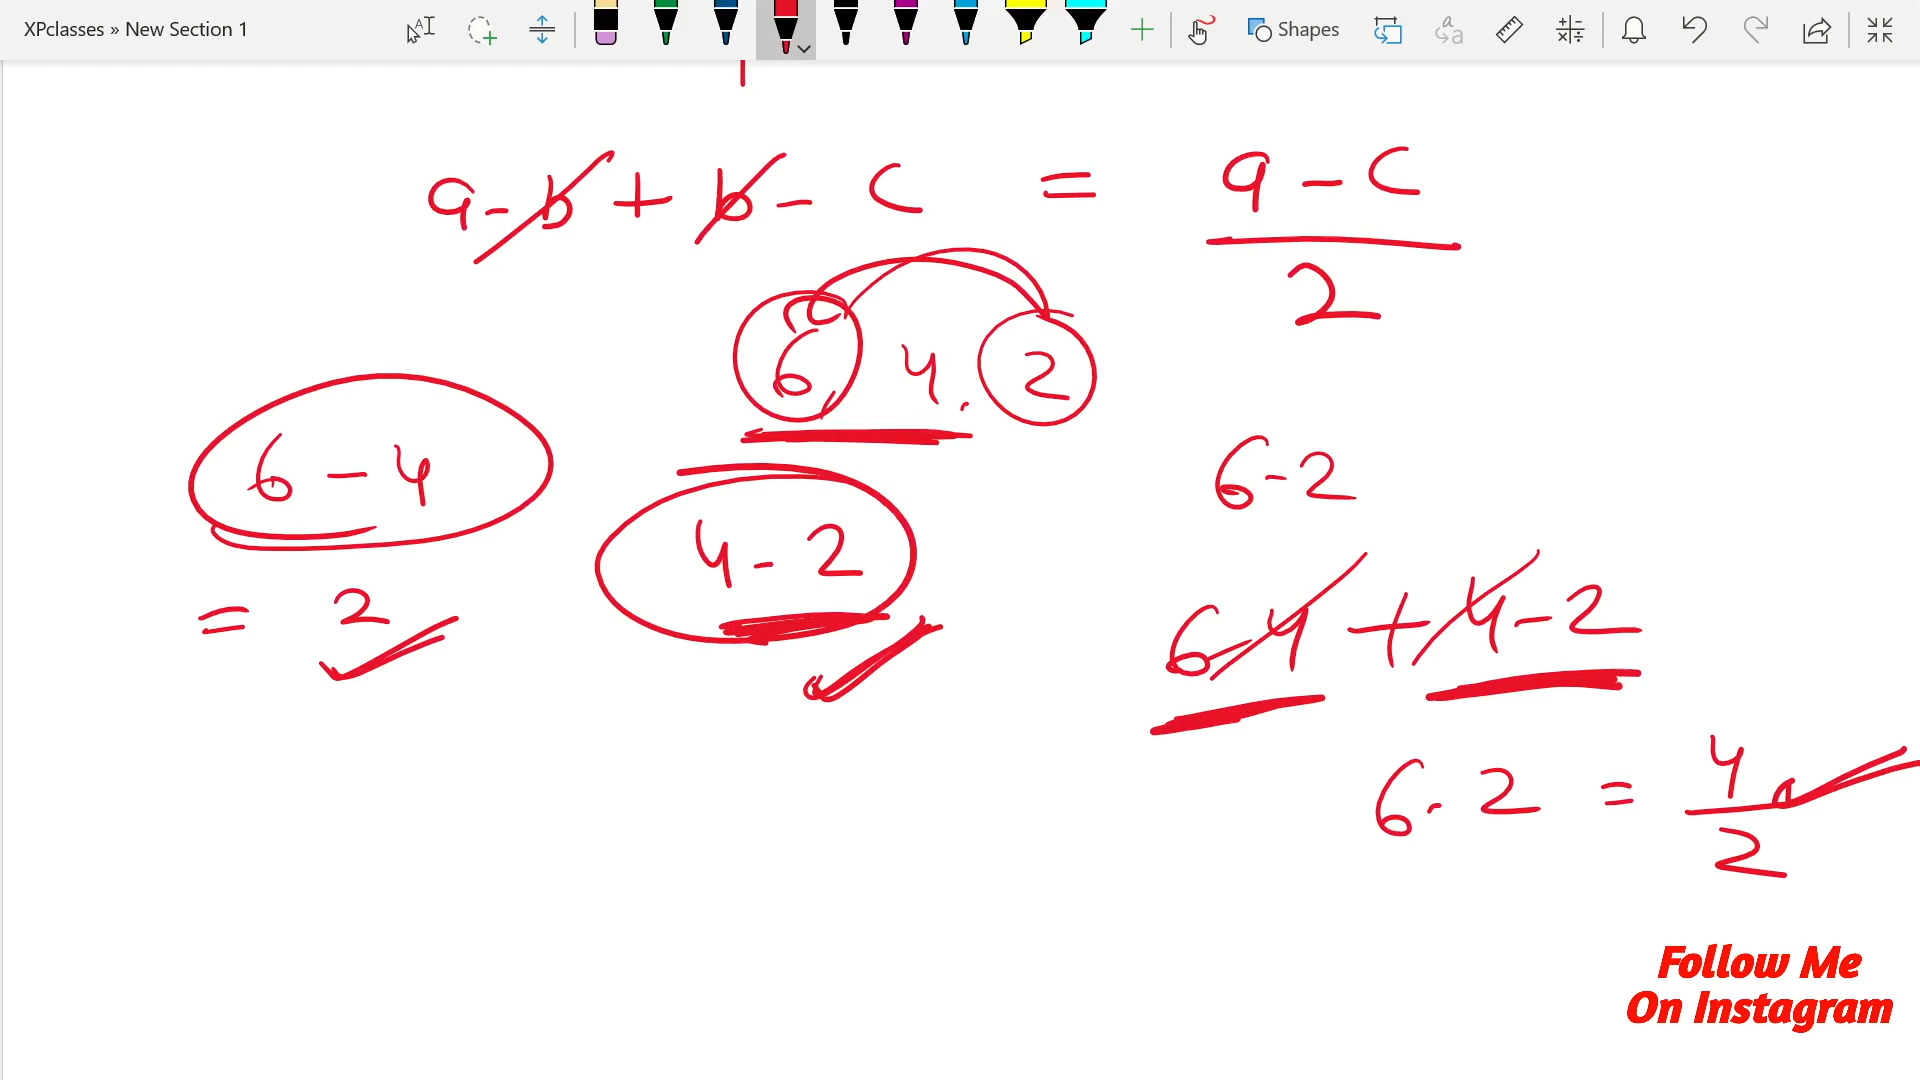 XPclasses » New Section 1
Shapes
a - b + b - c = a - c
2
6, 4, 2
6 - 4
6 - 2
4 - 2
= 2
6 - 4 + 4 - 2
6 - 2 = 4
2
Follow Me
On Instagram